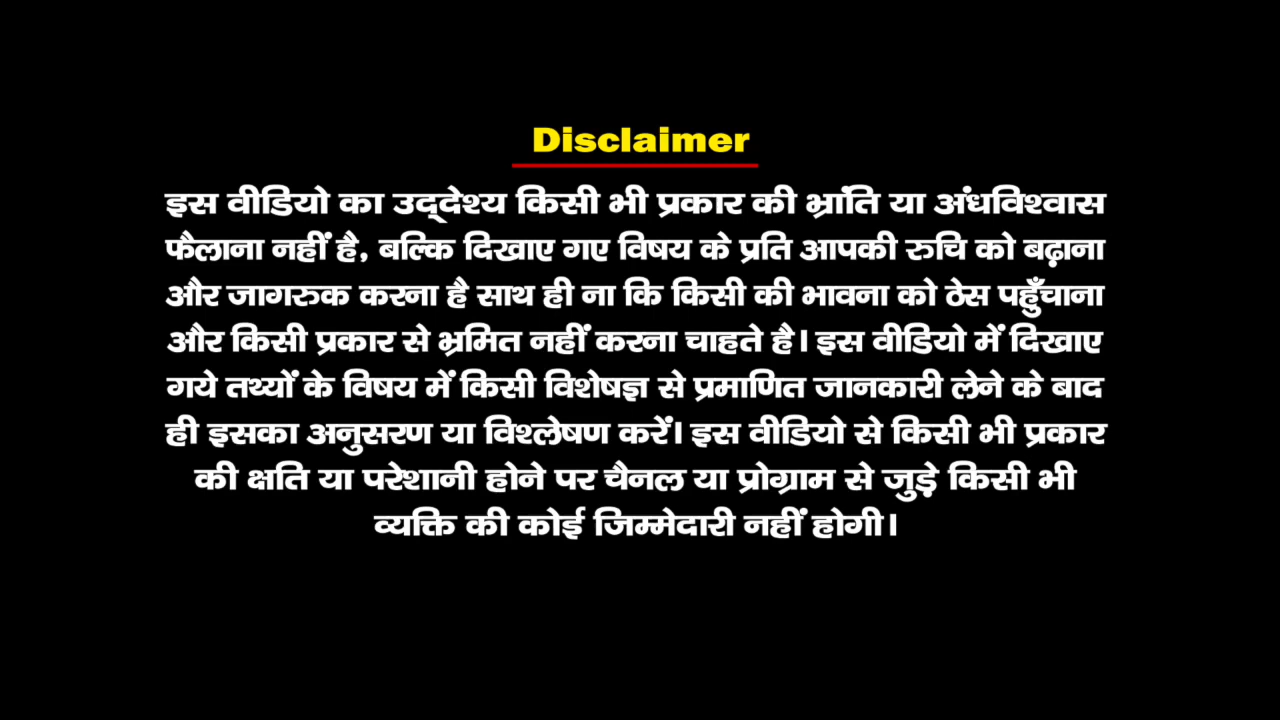 Disclaimer
इस वीडियो का उद्देश्य किसी भी प्रकार की भ्रांति या अंधविश्वास
फैलाना नहीं है, बल्कि दिखाए गए विषय के प्रति आपकी रुचि को बढ़ाना
और जागरुक करना है साथ ही ना कि किसी की भावना को ठेस पहुँचाना
और किसी प्रकार से भ्रमित नहीं करना चाहते है। इस वीडियो में दिखाए
गये तथ्यों के विषय में किसी विशेषज्ञ से प्रमाणित जानकारी लेने के बाद
ही इसका अनुसरण या विश्लेषण करें। इस वीडियो से किसी भी प्रकार
की क्षति या परेशानी होने पर चैनल या प्रोग्राम से जुड़े किसी भी
व्यक्ति की कोई जिम्मेदारी नहीं होगी।